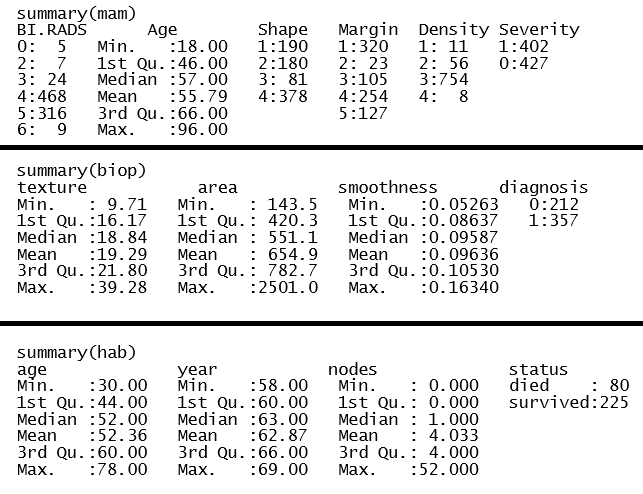 summary(mam)
BI.RADS Age Shape Margin Density Severity
0: 5 Min. :18.00 1:190 1:320 1: 11 1:402
2: 7 1st Qu.:46.00 2:180 2: 23 2: 56 0:427
3: 24 Median :57.00 3: 81 3:105 3:754
4:468 Mean :55.79 4:378 4:254 4: 8
5:316 3rd Qu.:66.00 5:127
6: 9 Max. :96.00
summary(biop)
texture area smoothness diagnosis
Min. : 9.71 Min. : 143.5 Min. :0.05263 0:212
1st Qu.:16.17 1st Qu.: 420.3 1st Qu.:0.08637 1:357
Median :18.84 Median : 551.1 Median :0.09587
Mean :19.29 Mean : 654.9 Mean :0.09636
3rd Qu.:21.80 3rd Qu.: 782.7 3rd Qu.:0.10530
Max. :39.28 Max. :2501.0 Max. :0.16340
summary(hab)
age year nodes status
Min. :30.00 Min. :58.00 Min. : 0.000 died : 80
1st Qu.:44.00 1st Qu.:60.00 1st Qu.: 0.000 survived:225
Median :52.00 Median :63.00 Median : 1.000
Mean :52.36 Mean :62.87 Mean : 4.033
3rd Qu.:60.00 3rd Qu.:66.00 3rd Qu.: 4.000
Max. :78.00 Max. :69.00 Max. :52.000